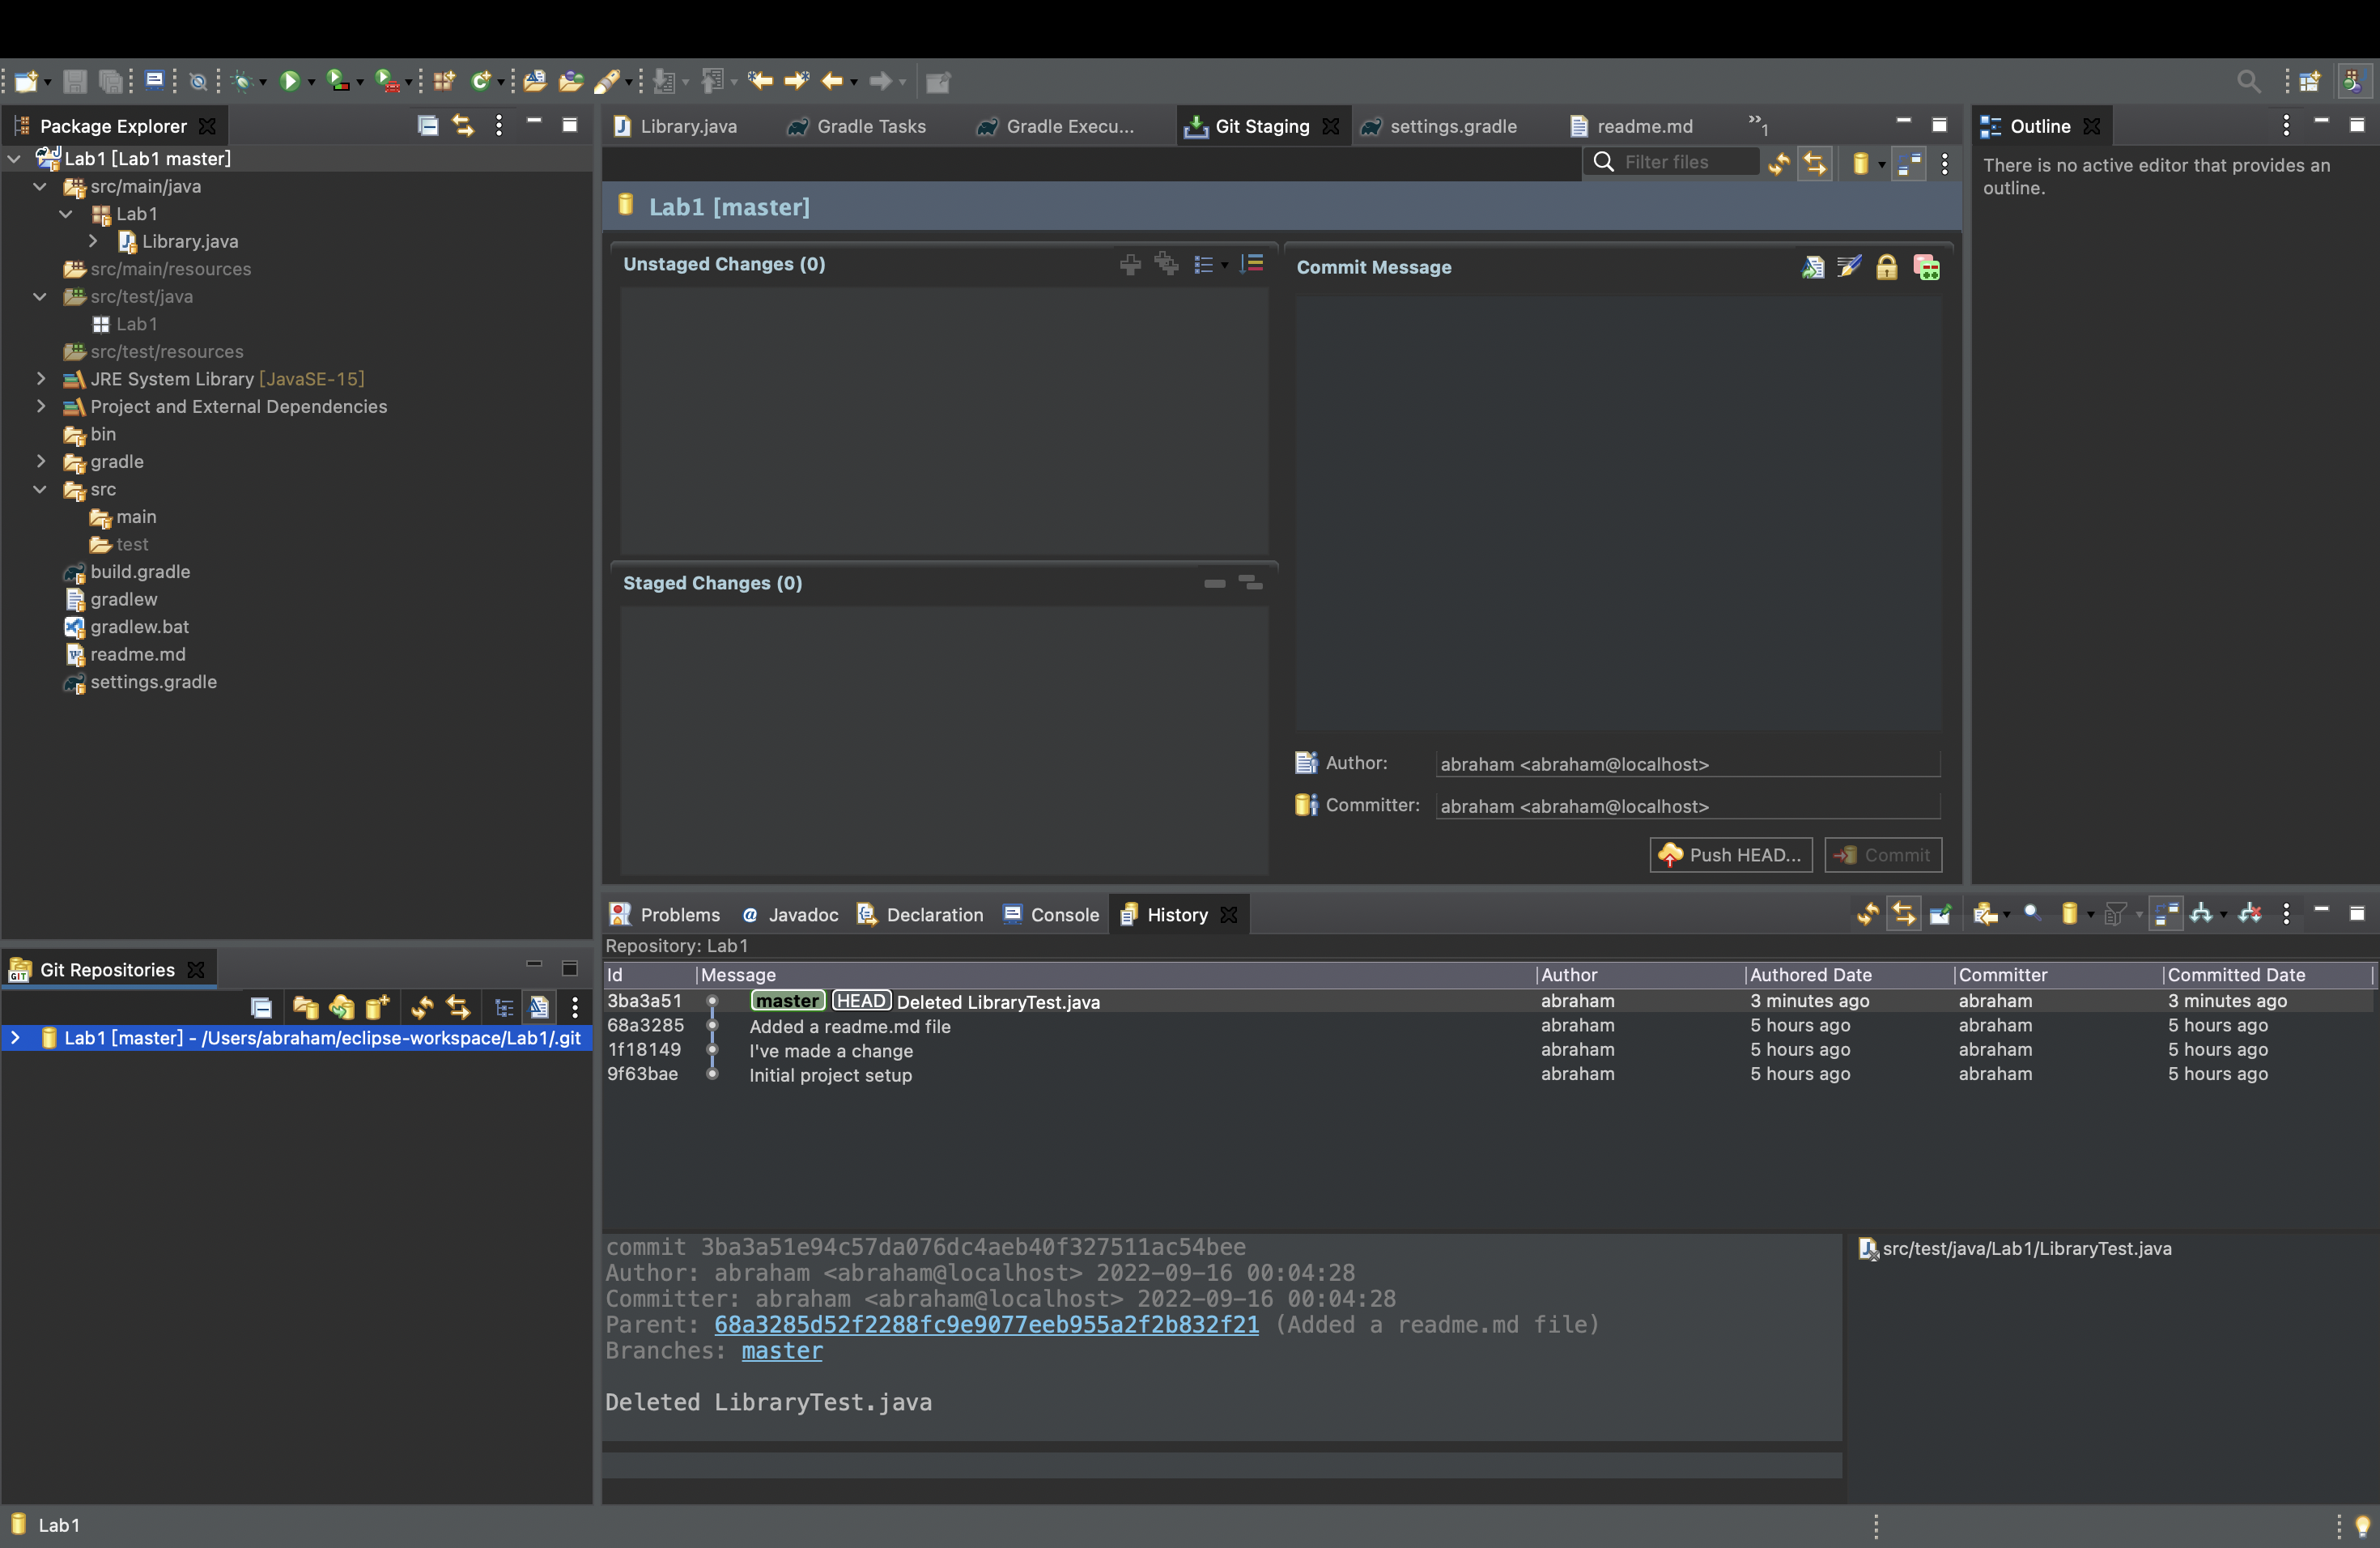 Package Explorer
Lab1 [Lab1 master]
src/main/java
Lab1
Library.java
src/main/resources
src/test/java
Lab1
src/test/resources
JRE System Library [JavaSE-15]
Project and External Dependencies
bin
gradle
src
main
test
build.gradle
gradlew
gradlew.bat
readme.md
settings.gradle
Library.java Gradle Tasks Gradle Execu... Git Staging settings.gradle readme.md »1
Filter files
Lab1 [master]
Unstaged Changes (0)
Staged Changes (0)
Commit Message
Author: abraham <abraham@localhost>
Committer: abraham <abraham@localhost>
Push HEAD... Commit
Outline
There is no active editor that provides an
outline.
GIT Git Repositories
Lab1 [master] - /Users/abraham/eclipse-workspace/Lab1/.git
Problems @ Javadoc Declaration Console History
Repository: Lab1
Id Message Author Authored Date Committer Committed Date
3ba3a51 master HEAD Deleted LibraryTest.java abraham 3 minutes ago abraham 3 minutes ago
68a3285 Added a readme.md file abraham 5 hours ago abraham 5 hours ago
1f18149 I've made a change abraham 5 hours ago abraham 5 hours ago
9f63bae Initial project setup abraham 5 hours ago abraham 5 hours ago
commit 3ba3a51e94c57da076dc4aeb40f327511ac54bee
Author: abraham <abraham@localhost> 2022-09-16 00:04:28
Committer: abraham <abraham@localhost> 2022-09-16 00:04:28
Parent: 68a3285d52f2288fc9e9077eeb955a2f2b832f21 (Added a readme.md file)
Branches: master
Deleted LibraryTest.java
src/test/java/Lab1/LibraryTest.java
Lab1